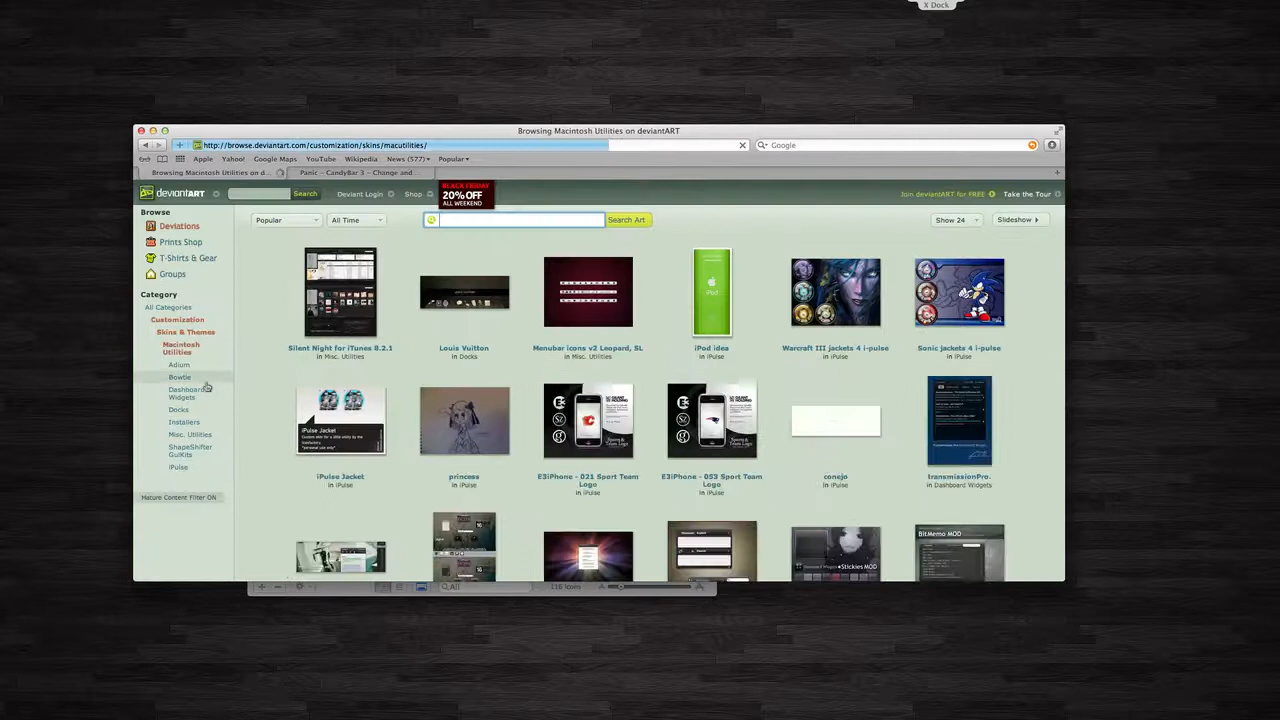 X Dock
Browsing Macintosh Utilities on deviantART
http://browse.deviantart.com/customization/skins/macutilities/
Google
Apple Yahoo! Google Maps YouTube Wikipedia News (577) Popular
Browsing Macintosh Utilities on d... Panic – CandyBar 3 – Change and...
deviantART Search Deviant Login Shop
BLACK FRIDAY
20% OFF
ALL WEEKEND
Join deviantART for FREE Take the Tour
Browse
Deviations
Prints Shop
T-Shirts & Gear
Groups
Category
All Categories
Customization
Skins & Themes
Macintosh
Utilities
Adium
Bowtie
Dashboard
Widgets
Docks
Installers
Misc. Utilities
ShapeShifter
GuiKits
iPulse
Mature Content Filter ON
Popular All Time Search Art Show 24 Slideshow
Silent Night for iTunes 8.2.1
in Misc. Utilities
Louis Vuitton
in Docks
Menubar icons v2 Leopard, SL
in Misc. Utilities
iPod
iPod idea
in iPulse
Warcraft III jackets 4 i-pulse
in iPulse
Sonic jackets 4 i-pulse
in iPulse
iPulse Jacket
iPulse Jacket
in iPulse
princess
in iPulse
E3iPhone - 021 Sport Team
Logo
in iPulse
E3iPhone - 053 Sport Team
Logo
in iPulse
conejo
in iPulse
transmissionPro.
in Dashboard Widgets
Stickies MOD
BitMemo MOD
All 116 icons